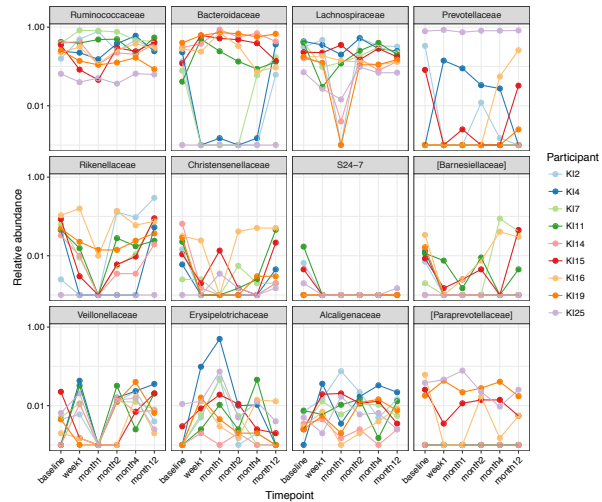 Ruminococcaceae Bacteroidaceae Lachnospiraceae Prevotellaceae
1.00
0.01
Rikenellaceae Christensenellaceae S24−7 [Barnesiellaceae]
1.00
0.01
Veillonellaceae Erysipelotrichaceae Alcaligenaceae [Paraprevotellaceae]
1.00
0.01
baseline week1 month1 month2 month4 month12 baseline week1 month1 month2 month4 month12 baseline week1 month1 month2 month4 month12 baseline week1 month1 month2 month4 month12
Timepoint
Relative abundance
Participant
KI2
KI4
KI7
KI11
KI14
KI15
KI16
KI19
KI25